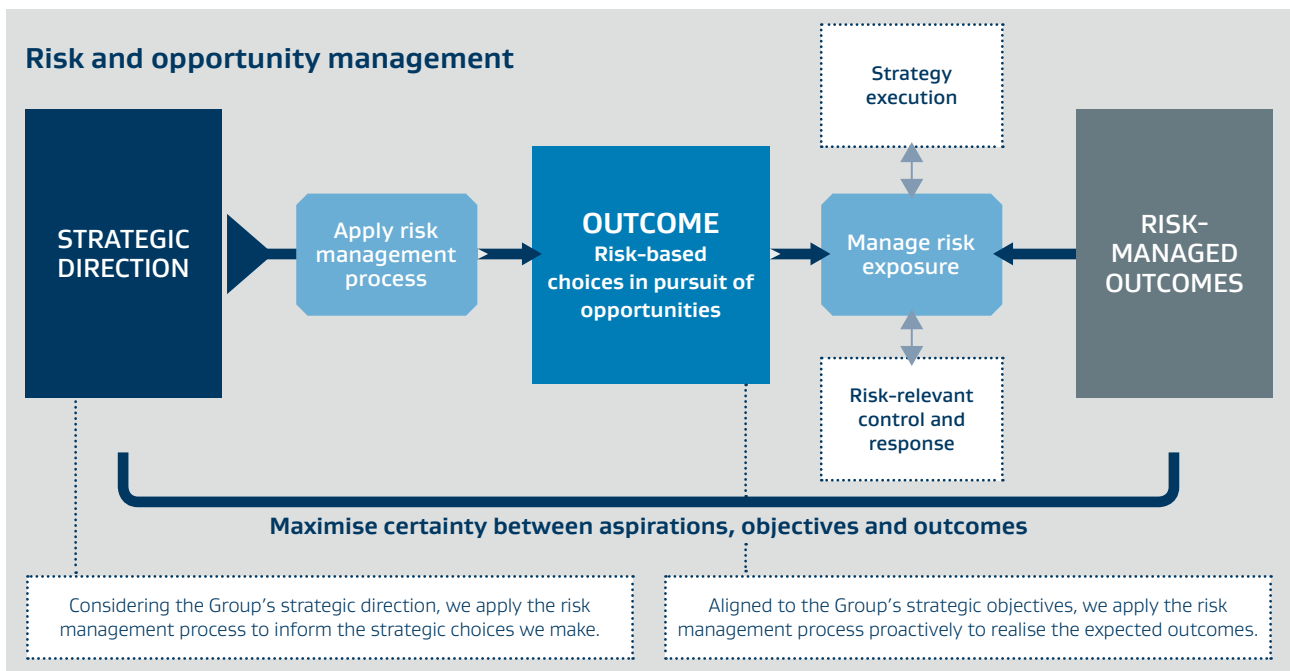 Risk and opportunity management
STRATEGIC
DIRECTION
Apply risk
management
process
OUTCOME
Risk-based
choices in pursuit of
opportunities
Strategy
execution
Manage risk
exposure
Risk-relevant
control and
response
RISK-
MANAGED
OUTCOMES
Maximise certainty between aspirations, objectives and outcomes
Considering the Group's strategic direction, we apply the risk
management process to inform the strategic choices we make.
Aligned to the Group's strategic objectives, we apply the risk
management process proactively to realise the expected outcomes.